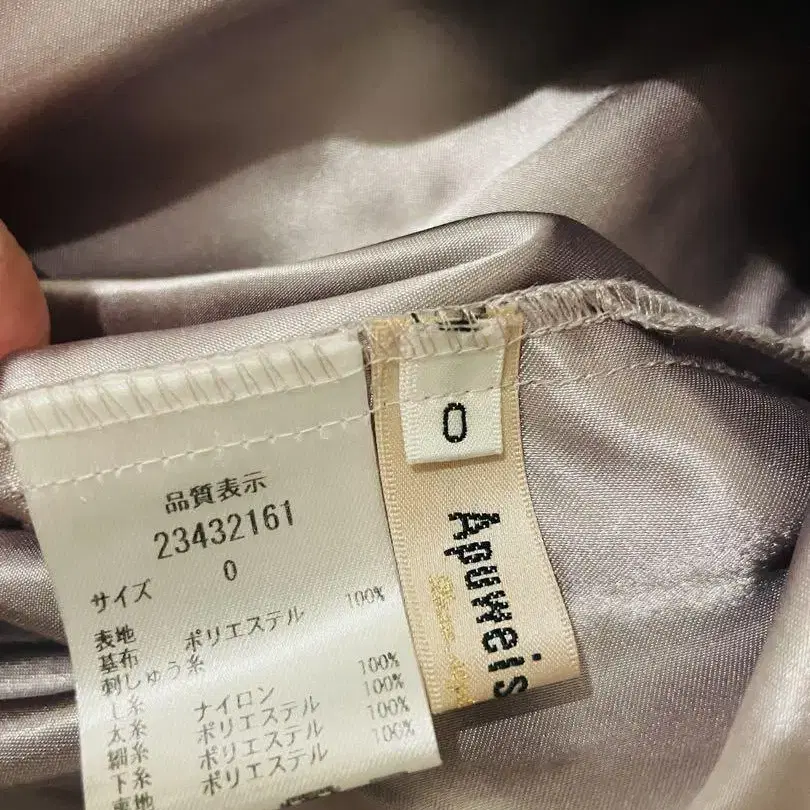 品質表示
23432161
サイズ 0
表地 ポリエステル 100%
基布
刺しゅう糸
上糸 ナイロン 100%
太糸 ポリエステル 100%
細糸 ポリエステル 100%
下糸 ポリエステル 100%
裏地
0
Apuweis